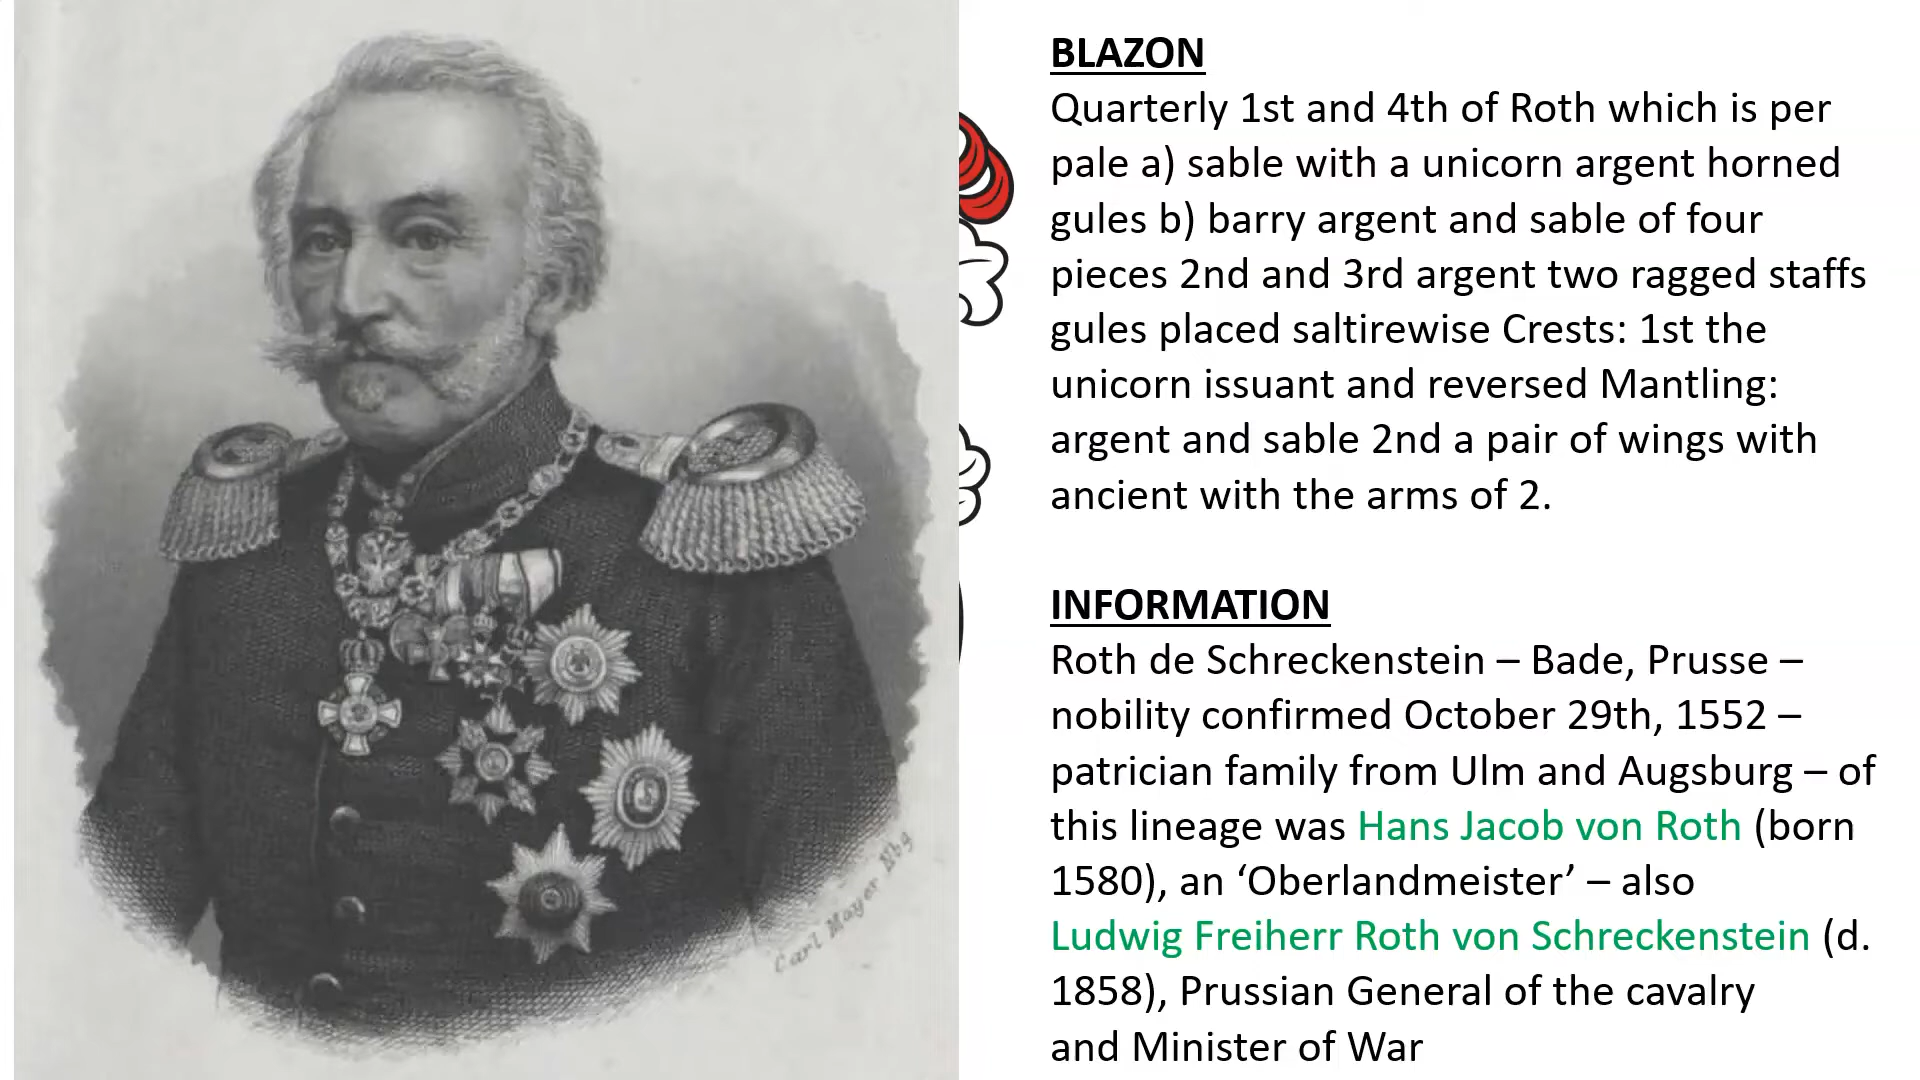 BLAZON
Quarterly 1st and 4th of Roth which is per
pale a) sable with a unicorn argent horned
gules b) barry argent and sable of four
pieces 2nd and 3rd argent two ragged staffs
gules placed saltirewise Crests: 1st the
unicorn issuant and reversed Mantling:
argent and sable 2nd a pair of wings with
ancient with the arms of 2.
INFORMATION
Roth de Schreckenstein – Bade, Prusse –
nobility confirmed October 29th, 1552 –
patrician family from Ulm and Augsburg – of
this lineage was Hans Jacob von Roth (born
1580), an ‘Oberlandmeister’ – also
Ludwig Freiherr Roth von Schreckenstein (d.
1858), Prussian General of the cavalry
and Minister of War
Carl Mayer Nbg